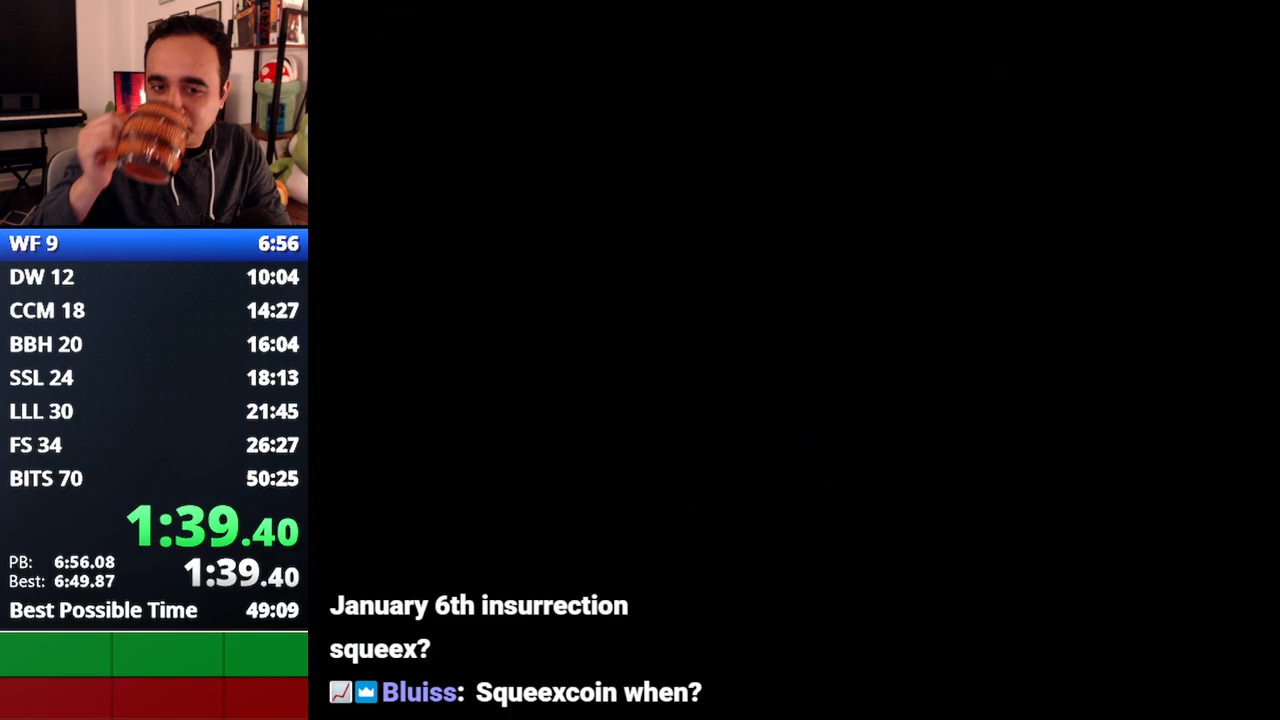 WF 9 6:56
DW 12 10:04
CCM 18 14:27
BBH 20 16:04
SSL 24 18:13
LLL 30 21:45
FS 34 26:27
BITS 70 50:25
1:39.40
PB: 6:56.08
Best: 6:49.87
1:39.40
Best Possible Time 49:09
January 6th insurrection
squeex?
Bluiss: Squeexcoin when?